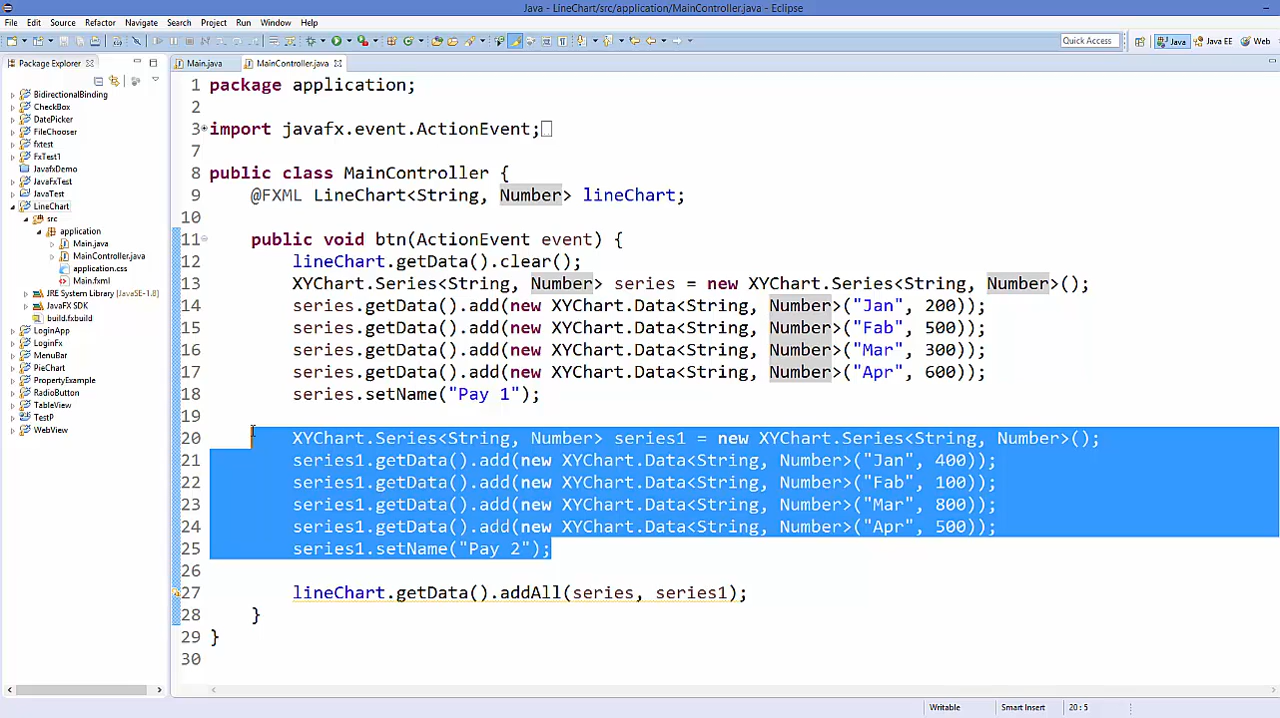 Java - LineChart/src/application/MainController.java - Eclipse
File Edit Source Refactor Navigate Search Project Run Window Help
Quick Access Java Java EE Web
Package Explorer
BidirectionalBinding
CheckBox
DatePicker
FileChooser
fxtest
FxTest1
JavafxDemo
JavaFxTest
JavaTest
LineChart
src
application
Main.java
MainController.java
application.css
Main.fxml
JRE System Library [JavaSE-1.8]
JavaFX SDK
build.fxbuild
LoginApp
LoginFx
MenuBar
PieChart
PropertyExample
RadioButton
TableView
TestP
WebView
Main.java MainController.java
1 package application;
2
3 import javafx.event.ActionEvent;
7
8 public class MainController {
9 @FXML LineChart<String, Number> lineChart;
10
11 public void btn(ActionEvent event) {
12 lineChart.getData().clear();
13 XYChart.Series<String, Number> series = new XYChart.Series<String, Number>();
14 series.getData().add(new XYChart.Data<String, Number>("Jan", 200));
15 series.getData().add(new XYChart.Data<String, Number>("Fab", 500));
16 series.getData().add(new XYChart.Data<String, Number>("Mar", 300));
17 series.getData().add(new XYChart.Data<String, Number>("Apr", 600));
18 series.setName("Pay 1");
19
20 XYChart.Series<String, Number> series1 = new XYChart.Series<String, Number>();
21 series1.getData().add(new XYChart.Data<String, Number>("Jan", 400));
22 series1.getData().add(new XYChart.Data<String, Number>("Fab", 100));
23 series1.getData().add(new XYChart.Data<String, Number>("Mar", 800));
24 series1.getData().add(new XYChart.Data<String, Number>("Apr", 500));
25 series1.setName("Pay 2");
26
27 lineChart.getData().addAll(series, series1);
28 }
29 }
30
Writable Smart Insert 20 : 5